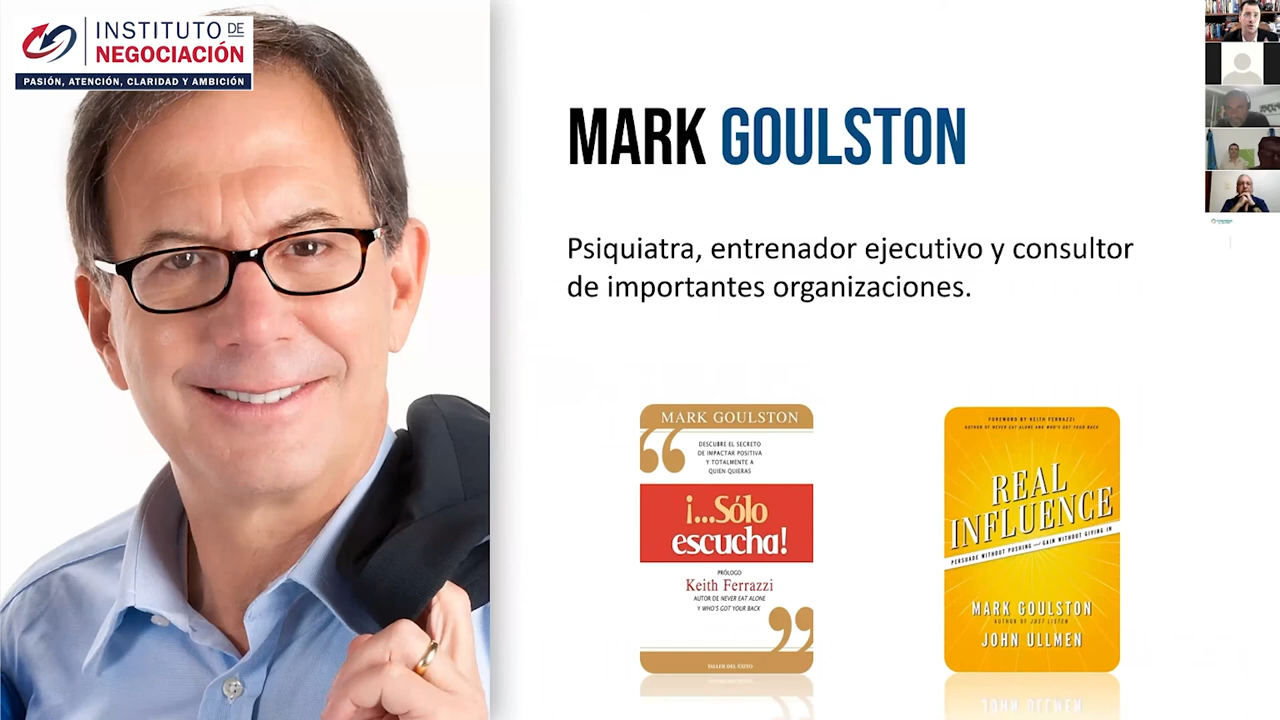 INSTITUTO DE
NEGOCIACIÓN
PASIÓN, ATENCIÓN, CLARIDAD Y AMBICIÓN
MARK GOULSTON
Psiquiatra, entrenador ejecutivo y consultor
de importantes organizaciones.
MARK GOULSTON
DESCUBRE EL SECRETO
DE IMPACTAR POSITIVA
Y TOTALMENTE A
QUIEN QUIERAS
¡...Sólo
escucha!
PRÓLOGO
Keith Ferrazzi
AUTOR DE NEVER EAT ALONE
Y WHO'S GOT YOUR BACK
TALLER DEL ÉXITO
FOREWORD BY KEITH FERRAZZI
AUTHOR OF NEVER EAT ALONE AND WHO'S GOT YOUR BACK
REAL
INFLUENCE
PERSUADE WITHOUT PUSHING and GAIN WITHOUT GIVING IN
MARK GOULSTON
AUTHOR OF JUST LISTEN
JOHN ULLMEN